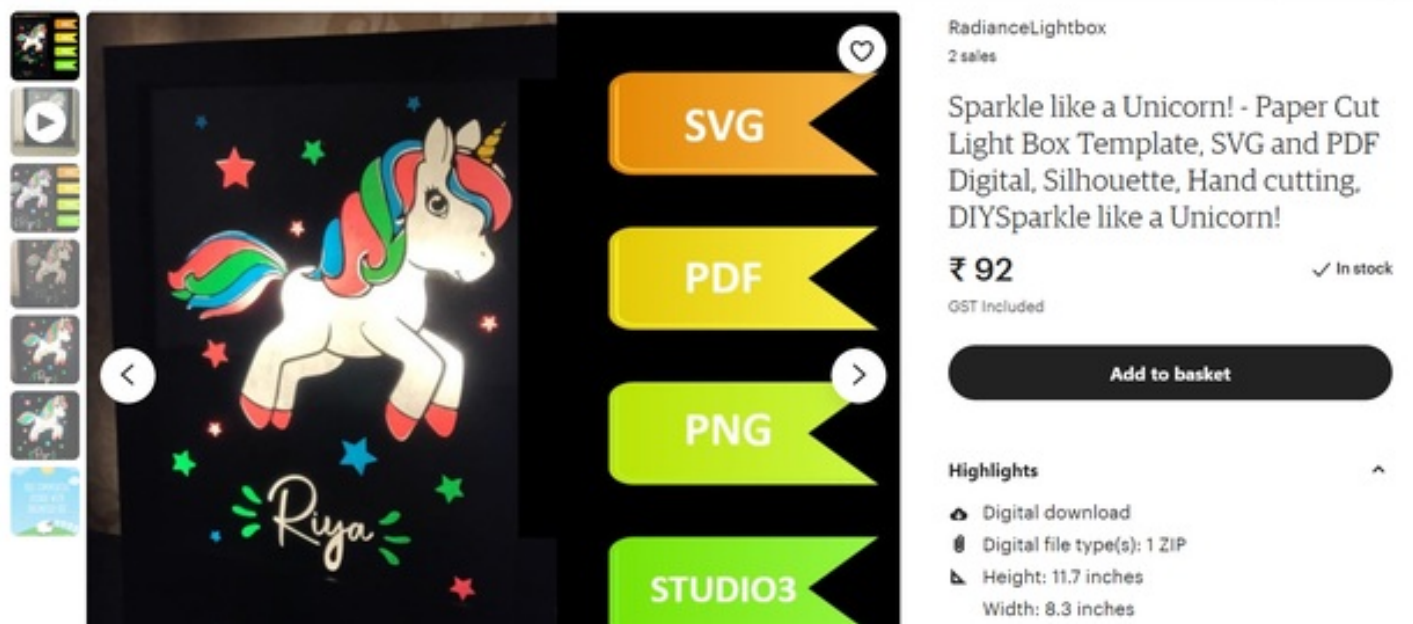 SVG
PDF
PNG
STUDIO3
Riya
RadianceLightbox
2 sales
Sparkle like a Unicorn! - Paper Cut
Light Box Template, SVG and PDF
Digital, Silhouette, Hand cutting,
DIYSparkle like a Unicorn!
₹ 92
In stock
GST Included
Add to basket
Highlights
Digital download
Digital file type(s): 1 ZIP
Height: 11.7 inches
Width: 8.3 inches